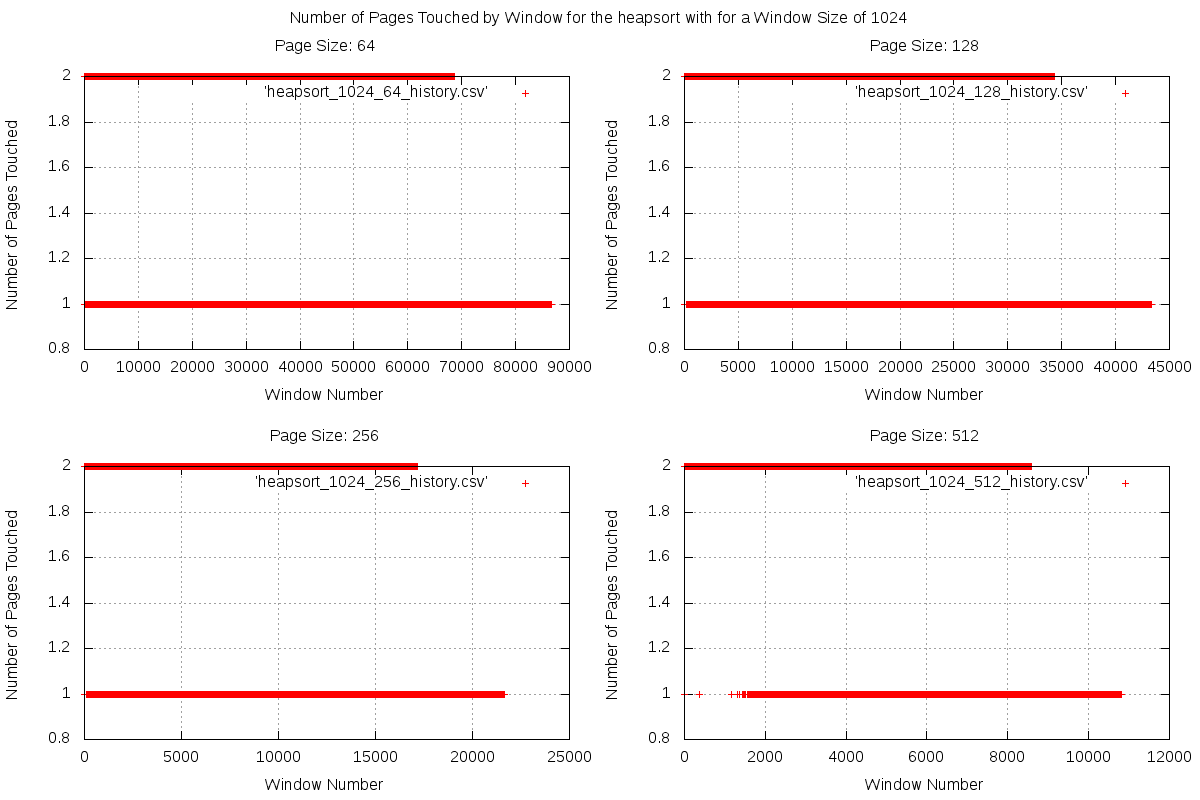 Number of Pages Touched by Window for the heapsort with for a Window Size of 1024
Page Size: 64
Number of Pages Touched
2
1.8
1.6
1.4
1.2
1
0.8
'heapsort_1024_64_history.csv'
0 10000 20000 30000 40000 50000 60000 70000 80000 90000
Window Number
Page Size: 128
Number of Pages Touched
2
1.8
1.6
1.4
1.2
1
0.8
'heapsort_1024_128_history.csv'
0 5000 10000 15000 20000 25000 30000 35000 40000 45000
Window Number
Page Size: 256
Number of Pages Touched
2
1.8
1.6
1.4
1.2
1
0.8
'heapsort_1024_256_history.csv'
0 5000 10000 15000 20000 25000
Window Number
Page Size: 512
Number of Pages Touched
2
1.8
1.6
1.4
1.2
1
0.8
'heapsort_1024_512_history.csv'
0 2000 4000 6000 8000 10000 12000
Window Number